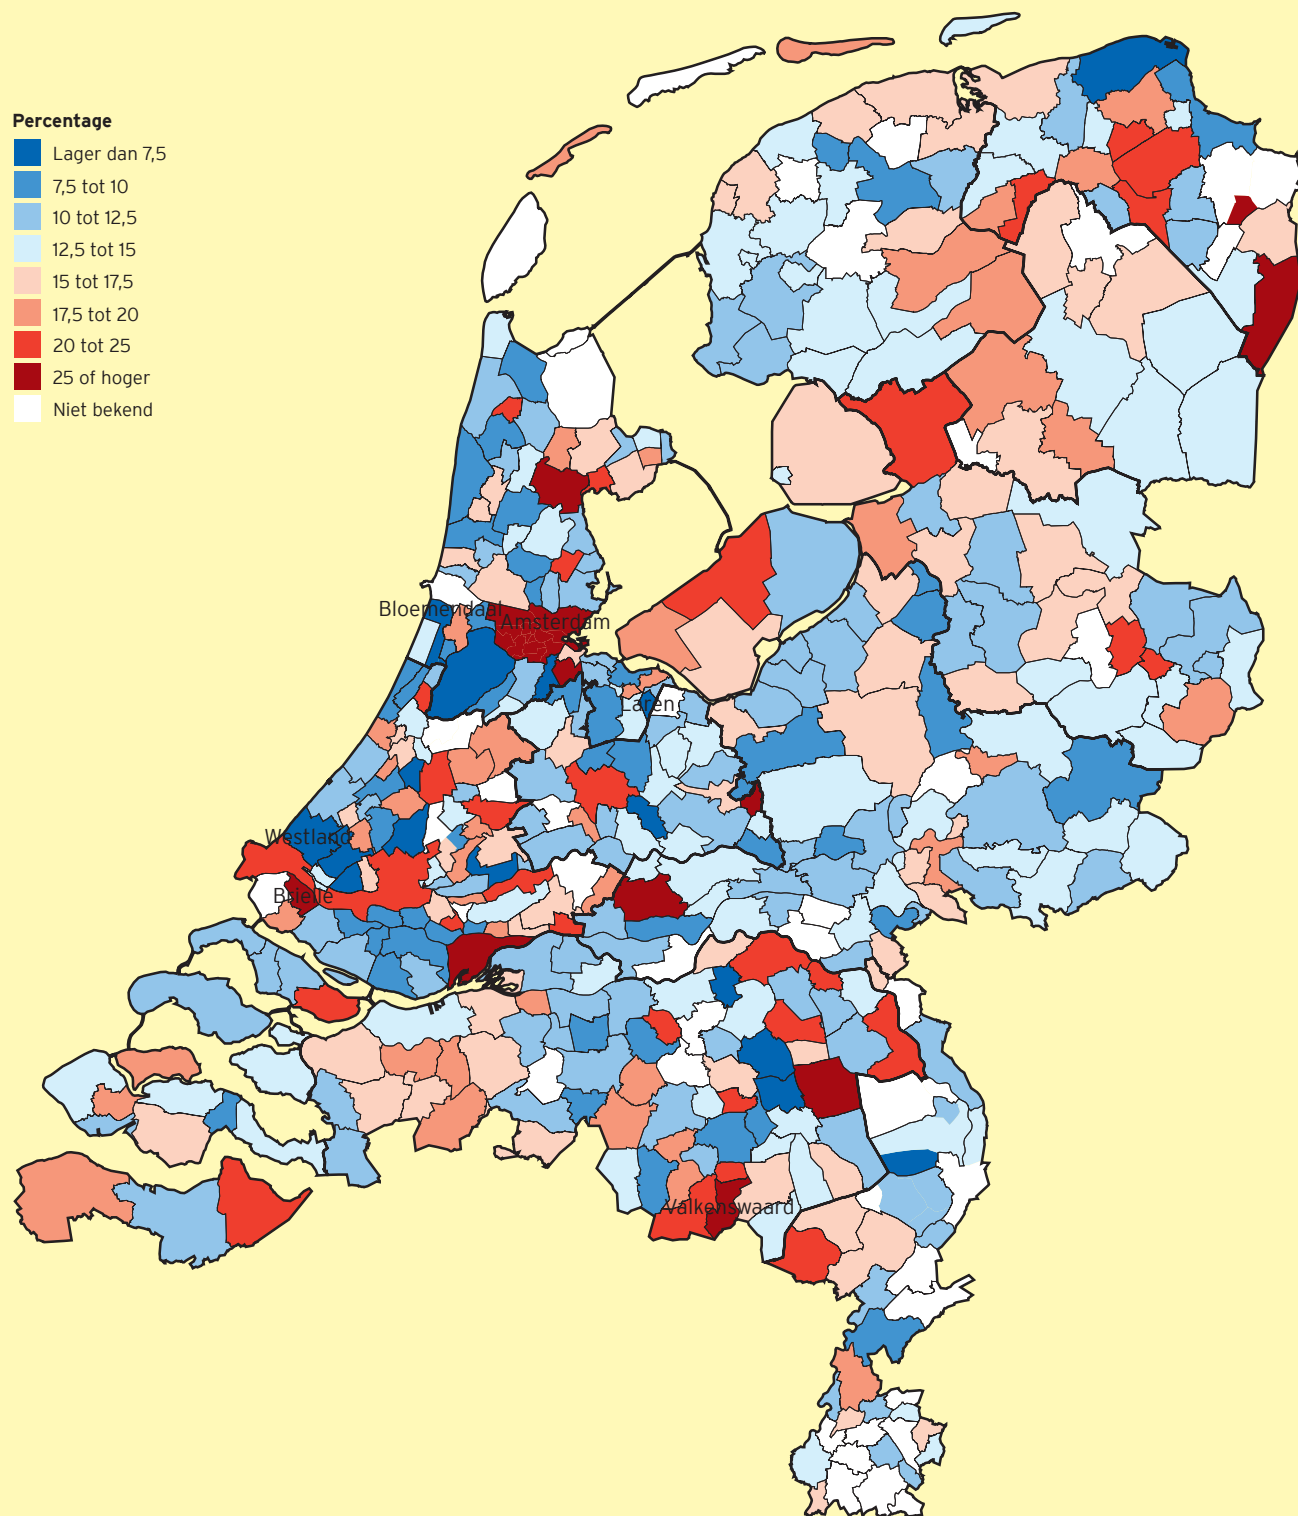 Percentage
Lager dan 7,5
7,5 tot 10
10 tot 12,5
12,5 tot 15
15 tot 17,5
17,5 tot 20
20 tot 25
25 of hoger
Niet bekend
Bloemendaal
Amsterdam
Laren
Westland
Brielle
Valkenswaard